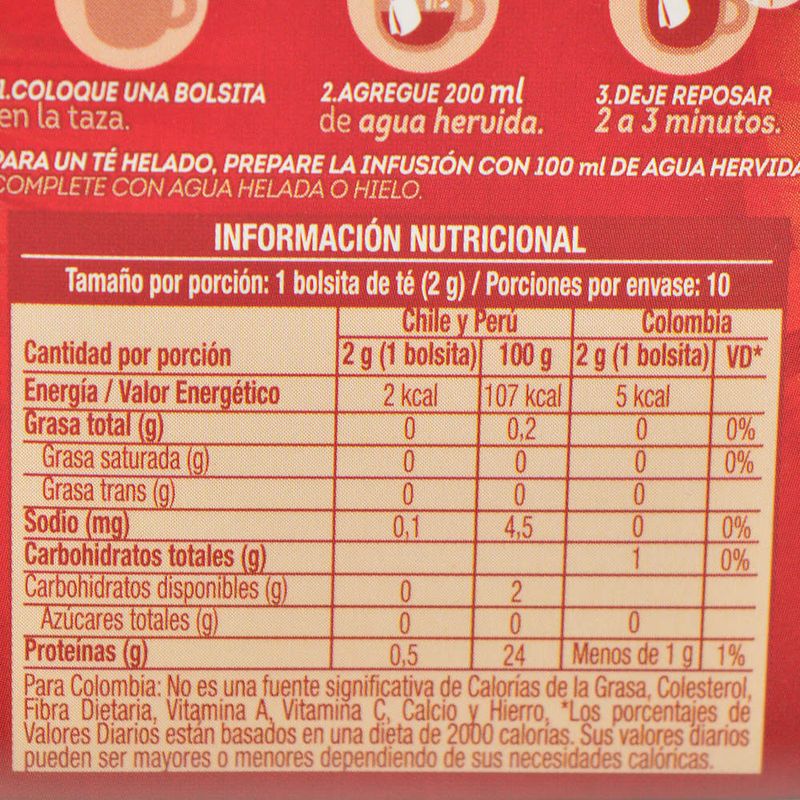 1.COLOQUE UNA BOLSITA
en la taza.
2.AGREGUE 200 ml
de agua hervida.
3.DEJE REPOSAR
2 a 3 minutos.
PARA UN TÉ HELADO, PREPARE LA INFUSIÓN CON 100 ml DE AGUA HERVIDA
COMPLETE CON AGUA HELADA O HIELO.
INFORMACIÓN NUTRICIONAL
Tamaño por porción: 1 bolsita de té (2 g) / Porciones por envase: 10
Chile y Perú Colombia
Cantidad por porción 2 g (1 bolsita) 100 g 2 g (1 bolsita) VD*
Energía / Valor Energético 2 kcal 107 kcal 5 kcal
Grasa total (g) 0 0,2 0 0%
Grasa saturada (g) 0 0 0 0%
Grasa trans (g) 0 0 0
Sodio (mg) 0,1 4,5 0 0%
Carbohidratos totales (g) 1 0%
Carbohidratos disponibles (g) 0 2
Azúcares totales (g) 0 0 0
Proteínas (g) 0,5 24 Menos de 1 g 1%
Para Colombia: No es una fuente significativa de Calorías de la Grasa, Colesterol,
Fibra Dietaria, Vitamina A, Vitamina C, Calcio y Hierro, *Los porcentajes de
Valores Diarios están basados en una dieta de 2000 calorías. Sus valores diarios
pueden ser mayores o menores dependiendo de sus necesidades calóricas.